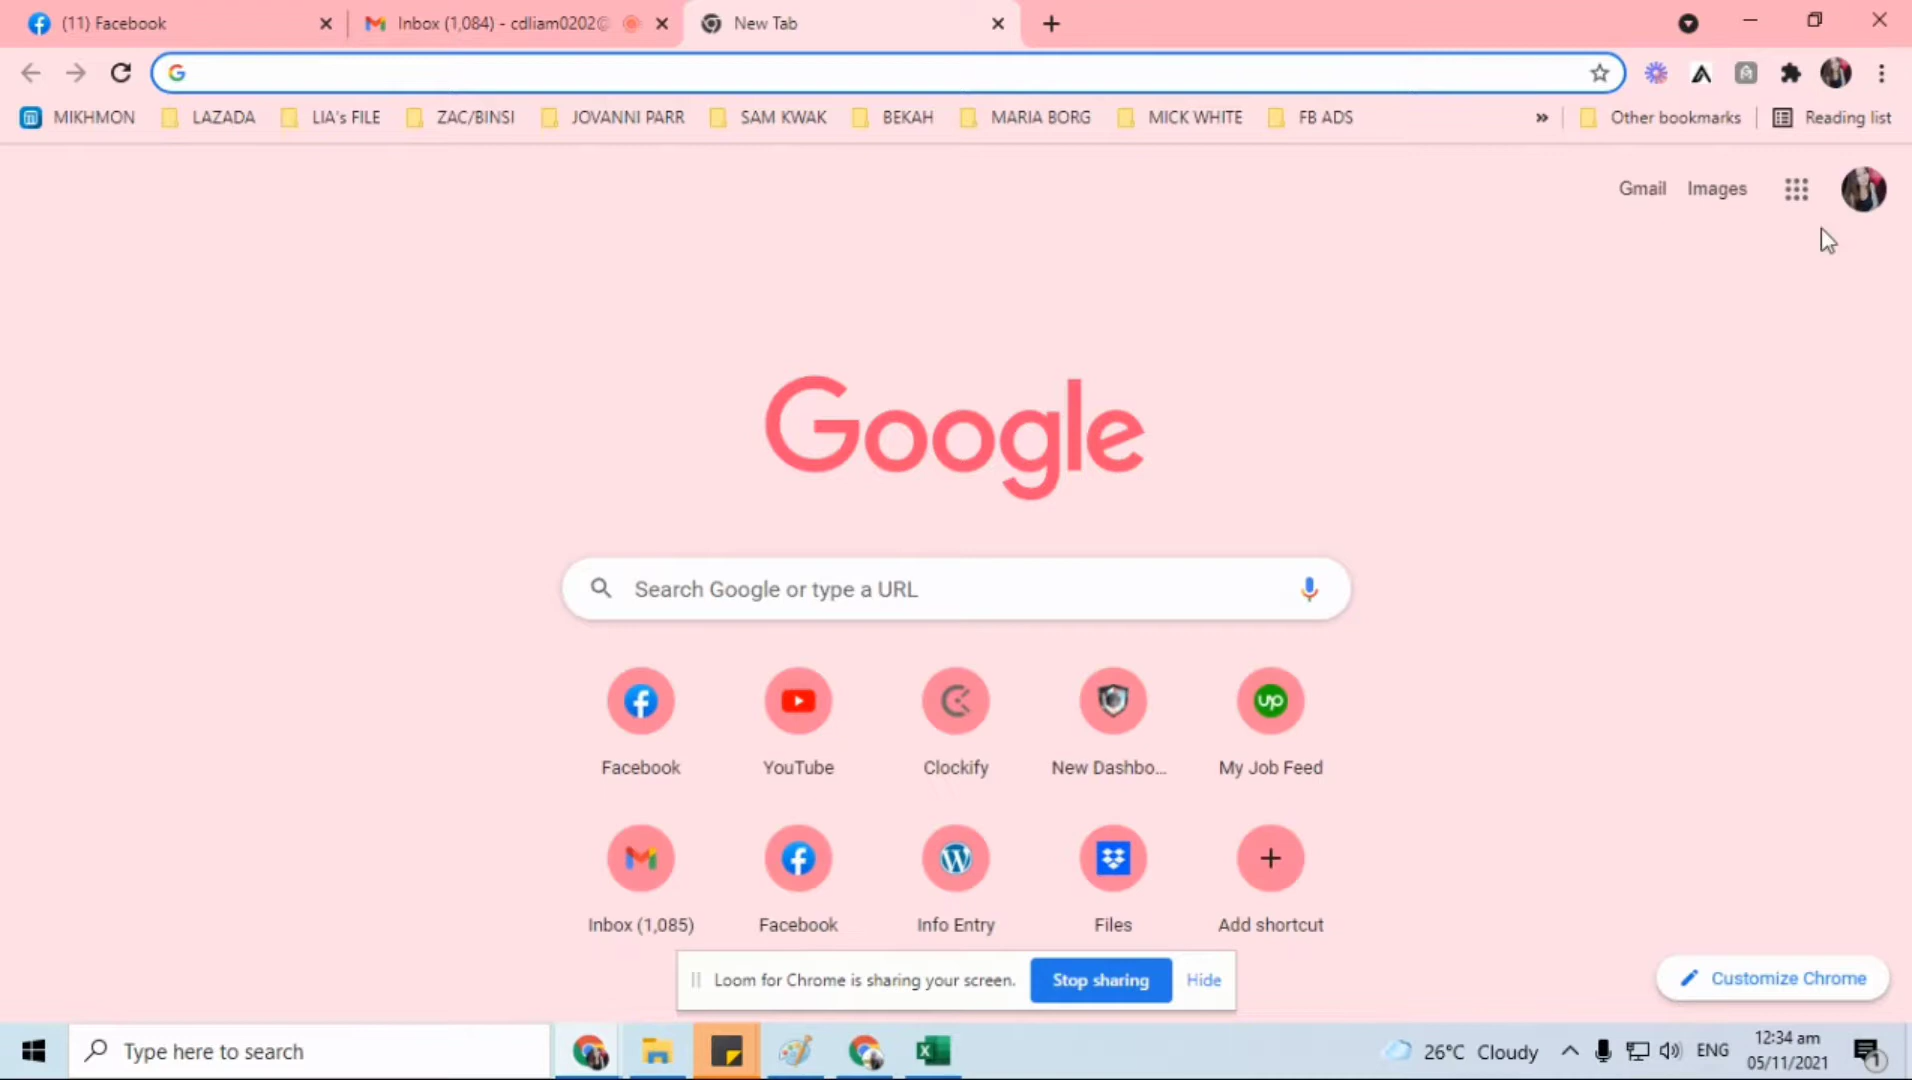 (11) Facebook
Inbox (1,084) - cdliam0202@
New Tab
MIKHMON
LAZADA
LIA's FILE
ZAC/BINSI
JOVANNI PARR
SAM KWAK
BEKAH
MARIA BORG
MICK WHITE
FB ADS
»
Other bookmarks
Reading list
Gmail
Images
Google
Search Google or type a URL
Facebook
YouTube
Clockify
New Dashbo...
My Job Feed
Inbox (1,085)
Facebook
Info Entry
Files
Add shortcut
Loom for Chrome is sharing your screen.
Stop sharing
Hide
Customize Chrome
Type here to search
26°C Cloudy
ENG
12:34 am
05/11/2021
1